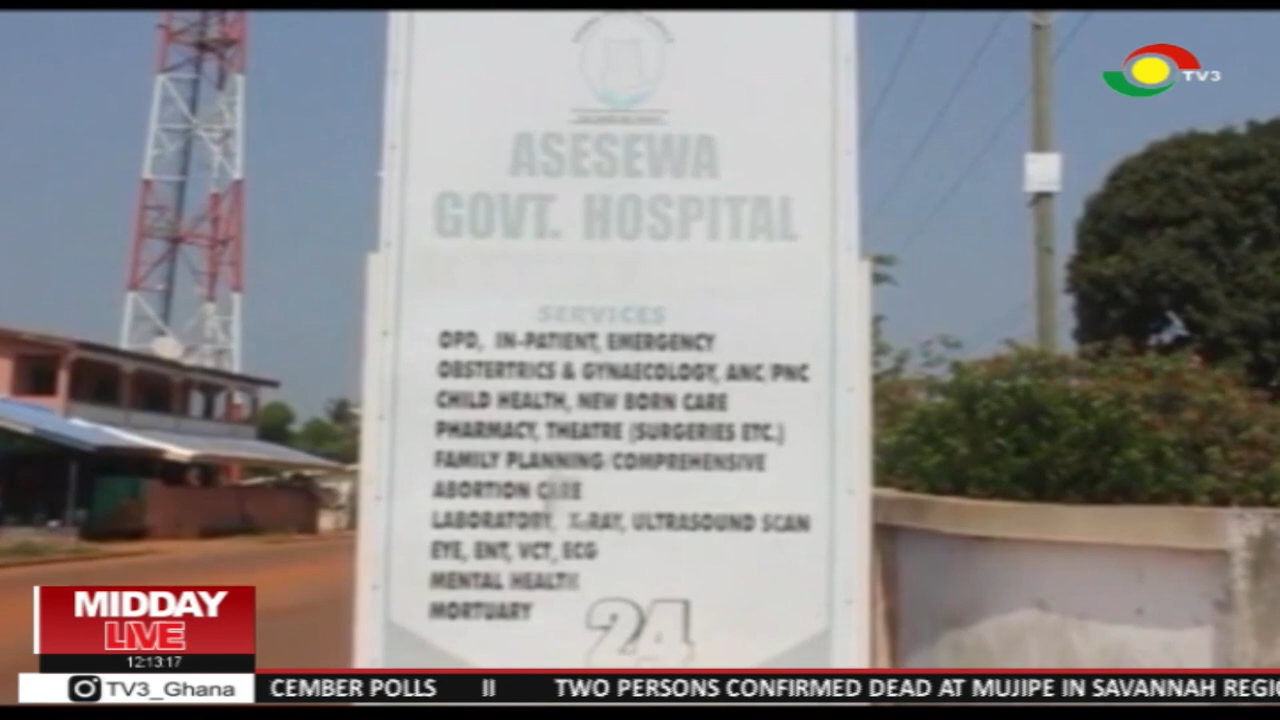 TV3
ASESEWA
GOVT. HOSPITAL
SERVICES
OPD, IN-PATIENT, EMERGENCY
OBSTERTRICS & GYNAECOLOGY, ANC/PNC
CHILD HEALTH, NEW BORN CARE
PHARMACY, THEATRE (SURGERIES ETC.)
FAMILY PLANNING/COMPREHENSIVE
ABORTION CARE
LABORATORY, X-RAY, ULTRASOUND SCAN
EYE, ENT, VCT, ECG
MENTAL HEALTH
MORTUARY
24
MIDDAY
LIVE
12:13:17
TV3_Ghana
CEMBER POLLS || TWO PERSONS CONFIRMED DEAD AT MUJIPE IN SAVANNAH REGI